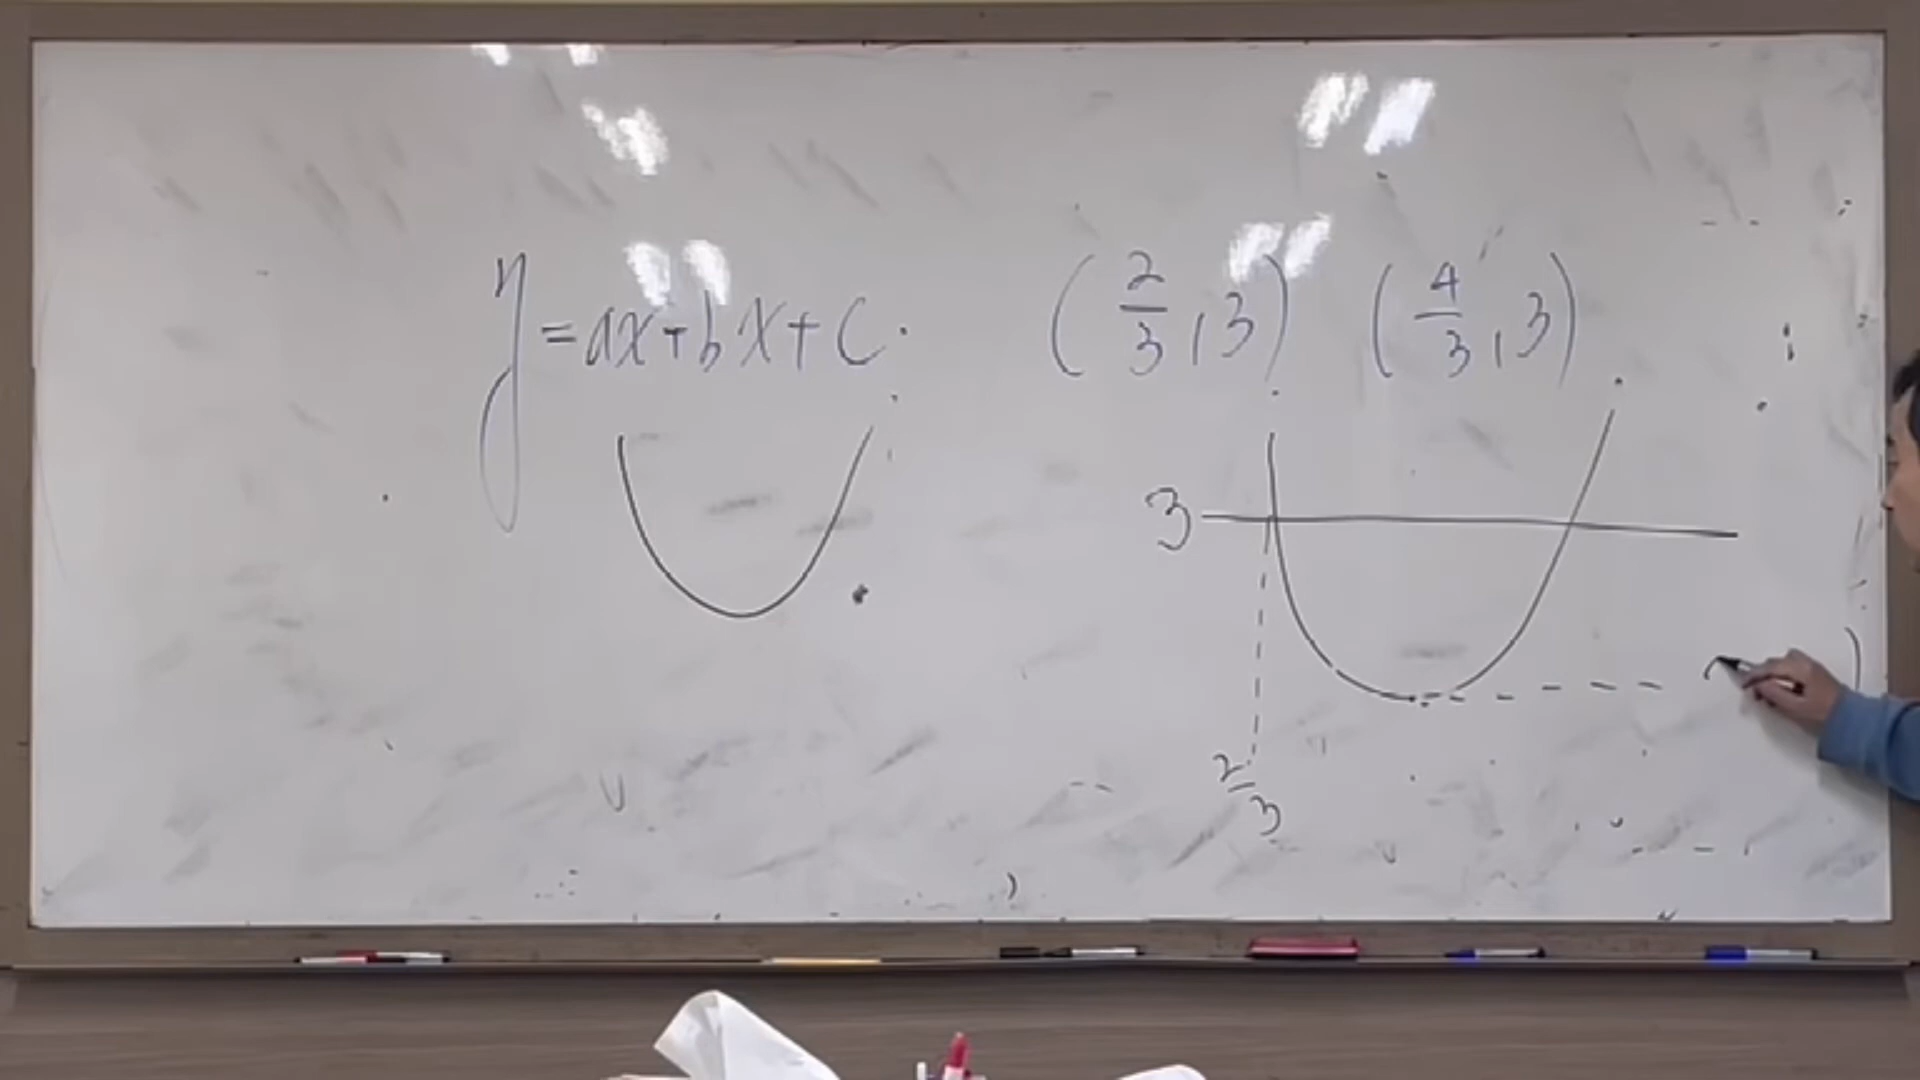 y = ax + bx + c. (2/3, 3) (4/3, 3)
3
2/3